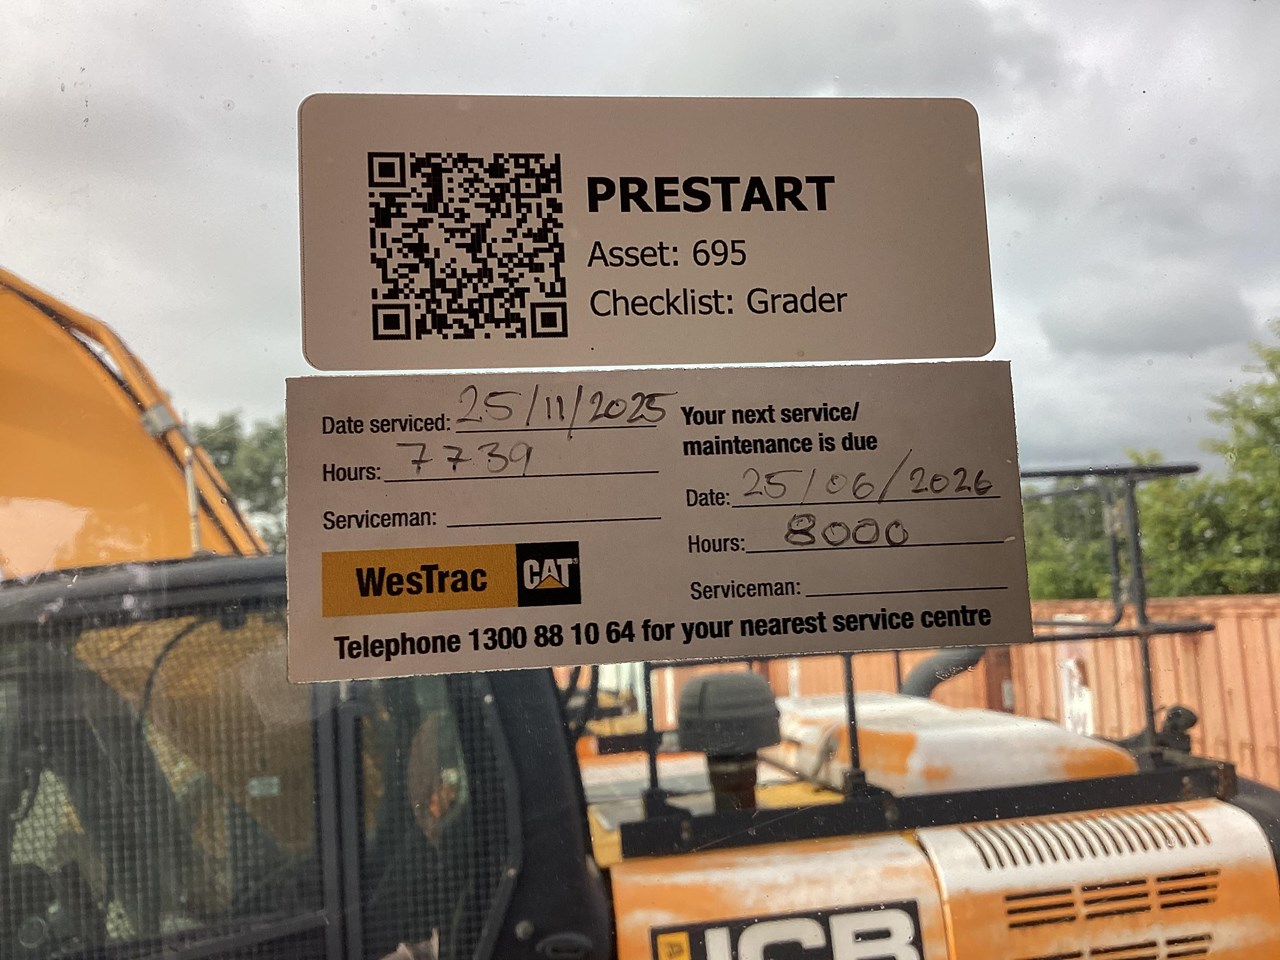 PRESTART
Asset: 695
Checklist: Grader
Date serviced: 25/11/2025
Hours: 7739
Serviceman:
WesTrac CAT
Your next service/
maintenance is due
Date: 25/06/2026
Hours: 8000
Serviceman:
Telephone 1300 88 10 64 for your nearest service centre
JCB